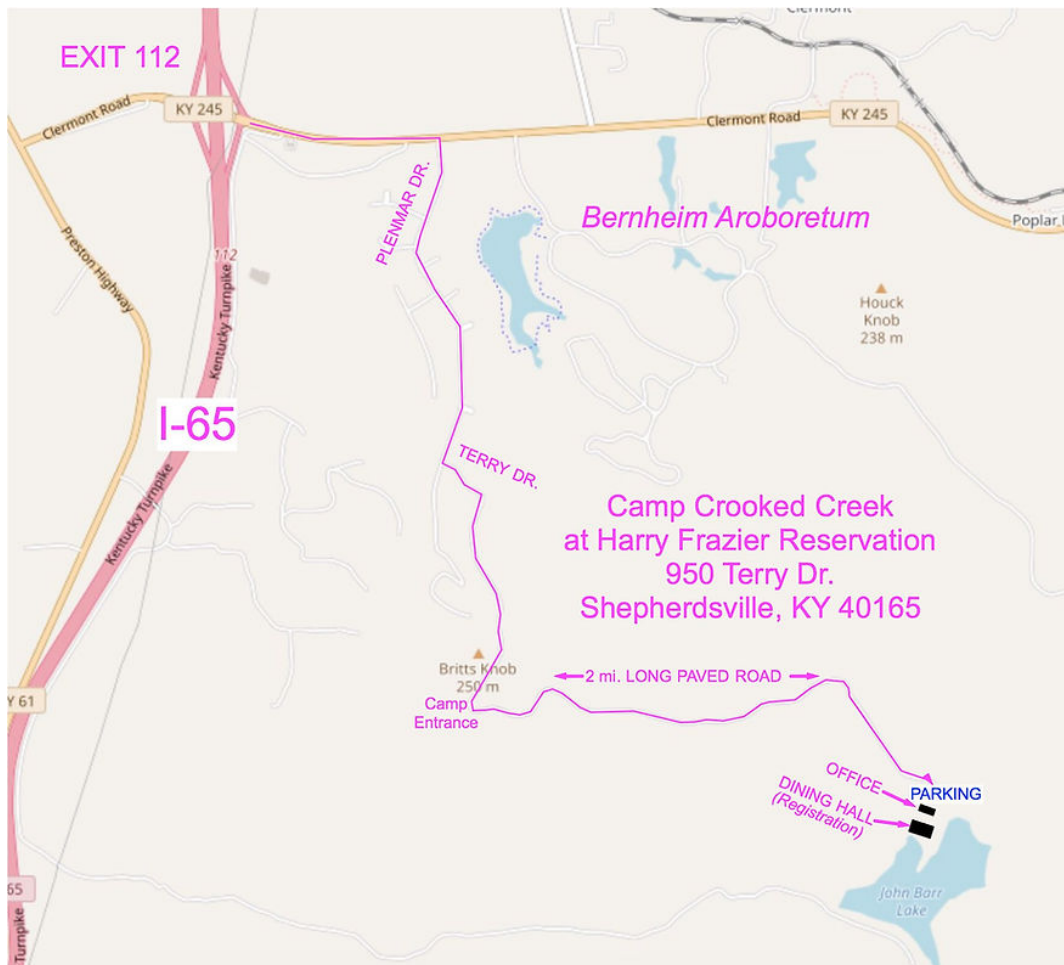 Clermont
EXIT 112
KY 245
Clermont Road
Clermont Road
KY 245
PLENMAR DR.
Bernheim Aroboretum
Poplar
Preston Highway
112
Kentucky Turnpike
Houck
Knob
238 m
I-65
TERRY DR.
Kentucky Turnpike
Camp Crooked Creek
at Harry Frazier Reservation
950 Terry Dr.
Shepherdsville, KY 40165
Britts Knob
250 m
2 mi. LONG PAVED ROAD
Y 61
Camp
Entrance
OFFICE
PARKING
DINING HALL
(Registration)
65
John Barr
Lake
Turnpike